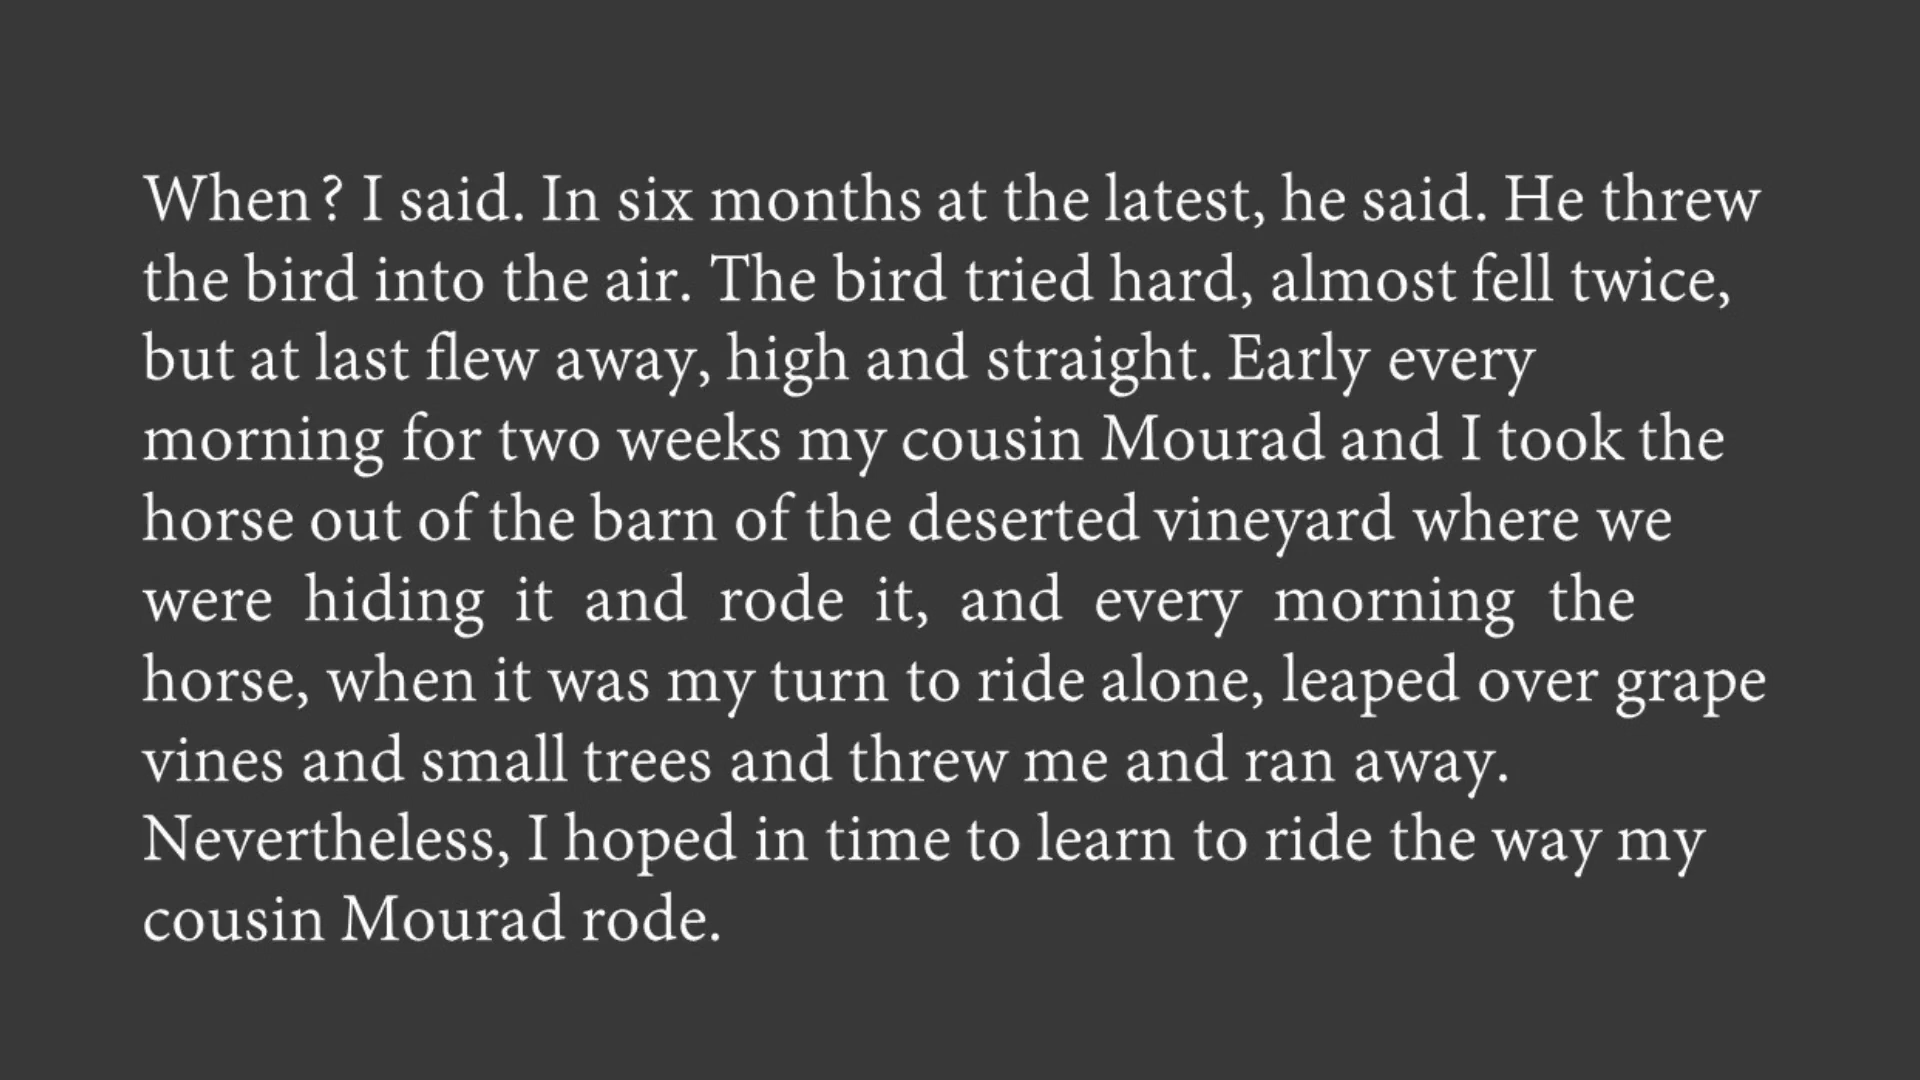 When? I said. In six months at the latest, he said. He threw
the bird into the air. The bird tried hard, almost fell twice,
but at last flew away, high and straight. Early every
morning for two weeks my cousin Mourad and I took the
horse out of the barn of the deserted vineyard where we
were hiding it and rode it, and every morning the
horse, when it was my turn to ride alone, leaped over grape
vines and small trees and threw me and ran away.
Nevertheless, I hoped in time to learn to ride the way my
cousin Mourad rode.